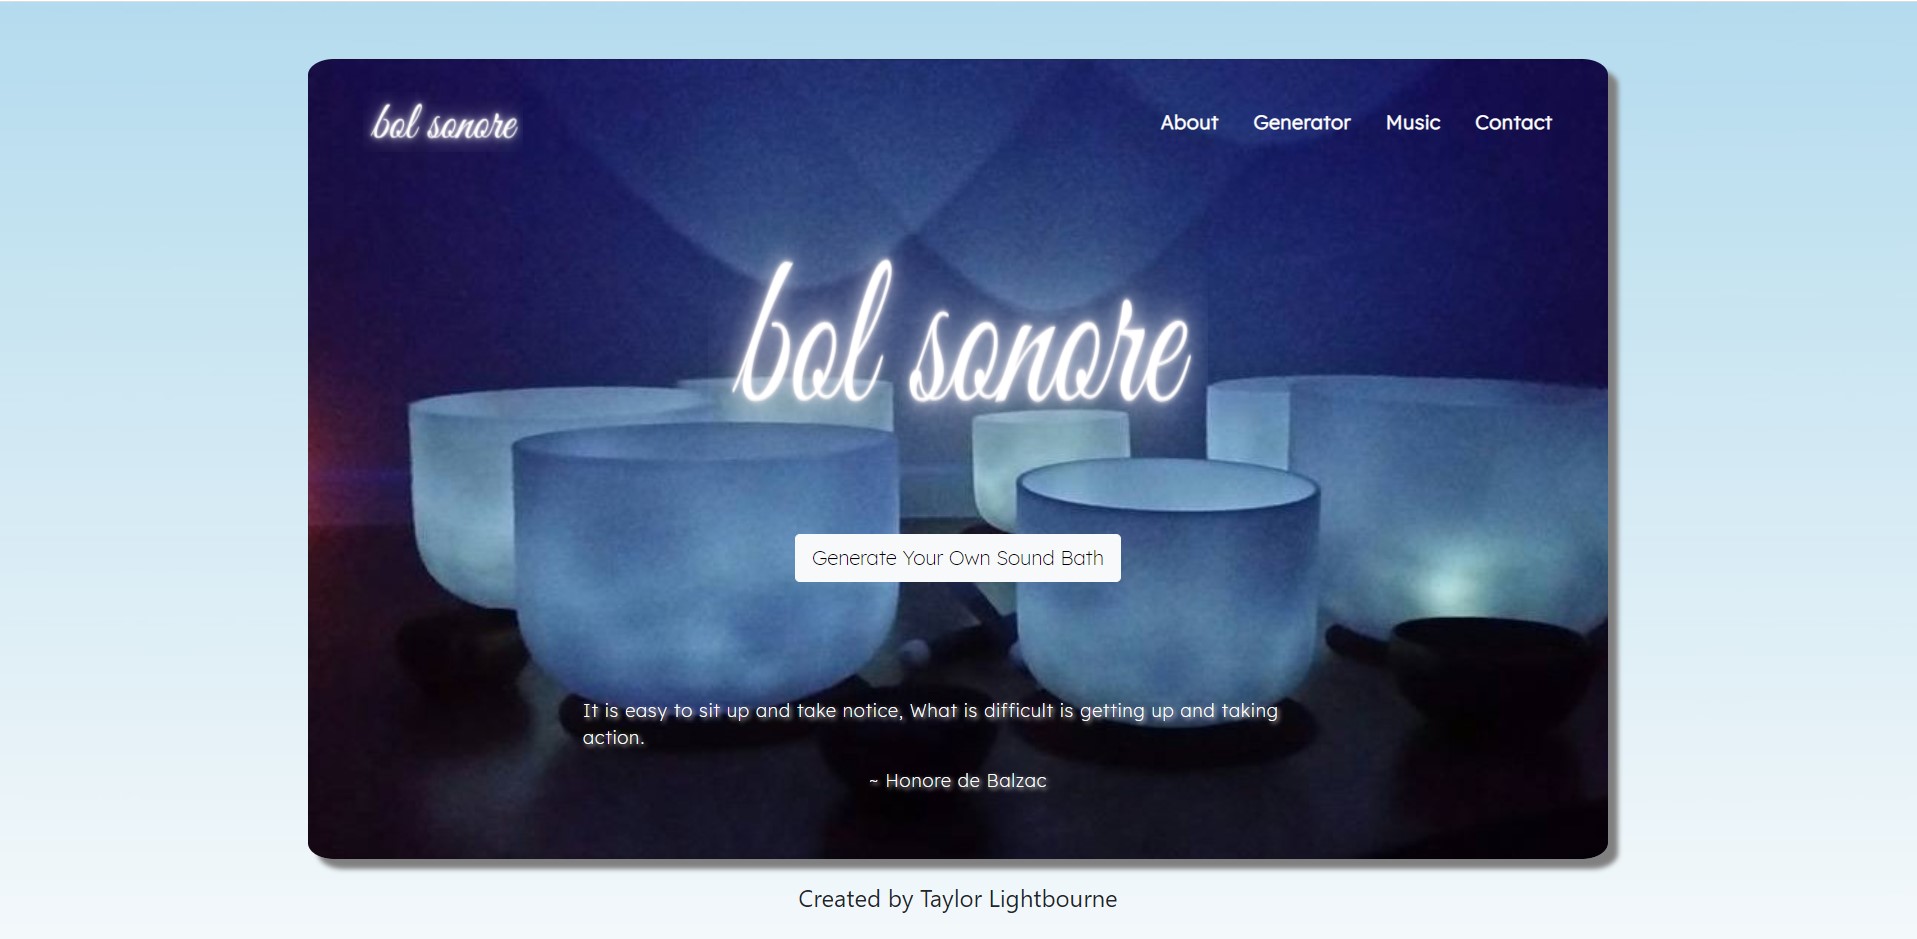 bol sonore
About Generator Music Contact
bol sonore
Generate Your Own Sound Bath
It is easy to sit up and take notice, What is difficult is getting up and taking
action.
~ Honore de Balzac
Created by Taylor Lightbourne